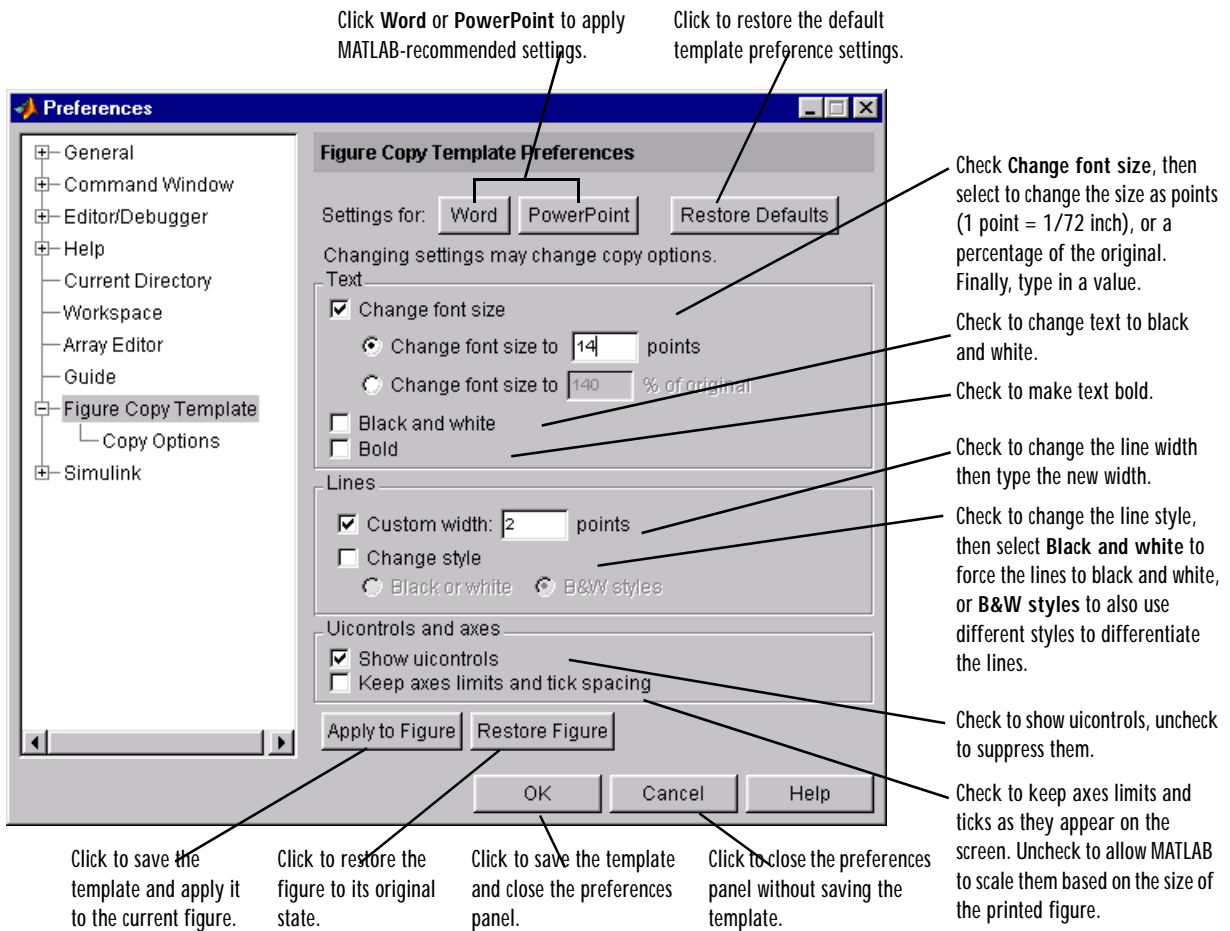 Click Word or PowerPoint to apply
MATLAB-recommended settings.
Click to restore the default
template preference settings.
Preferences
General
Command Window
Editor/Debugger
Help
Current Directory
Workspace
Array Editor
Guide
Figure Copy Template
Copy Options
Simulink
Figure Copy Template Preferences
Settings for: Word PowerPoint Restore Defaults
Changing settings may change copy options.
Text
Change font size
Change font size to 14 points
Change font size to 140 % of original
Black and white
Bold
Lines
Custom width: 2 points
Change style
Black or white B&W styles
Uicontrols and axes
Show uicontrols
Keep axes limits and tick spacing
Apply to Figure Restore Figure
OK Cancel Help
Check Change font size, then
select to change the size as points
(1 point = 1/72 inch), or a
percentage of the original.
Finally, type in a value.
Check to change text to black
and white.
Check to make text bold.
Check to change the line width
then type the new width.
Check to change the line style,
then select Black and white to
force the lines to black and white,
or B&W styles to also use
different styles to differentiate
the lines.
Check to show uicontrols, uncheck
to suppress them.
Check to keep axes limits and
ticks as they appear on the
screen. Uncheck to allow MATLAB
to scale them based on the size of
the printed figure.
Click to save the
template and apply it
to the current figure.
Click to restore the
figure to its original
state.
Click to save the template
and close the preferences
panel.
Click to close the preferences
panel without saving the
template.